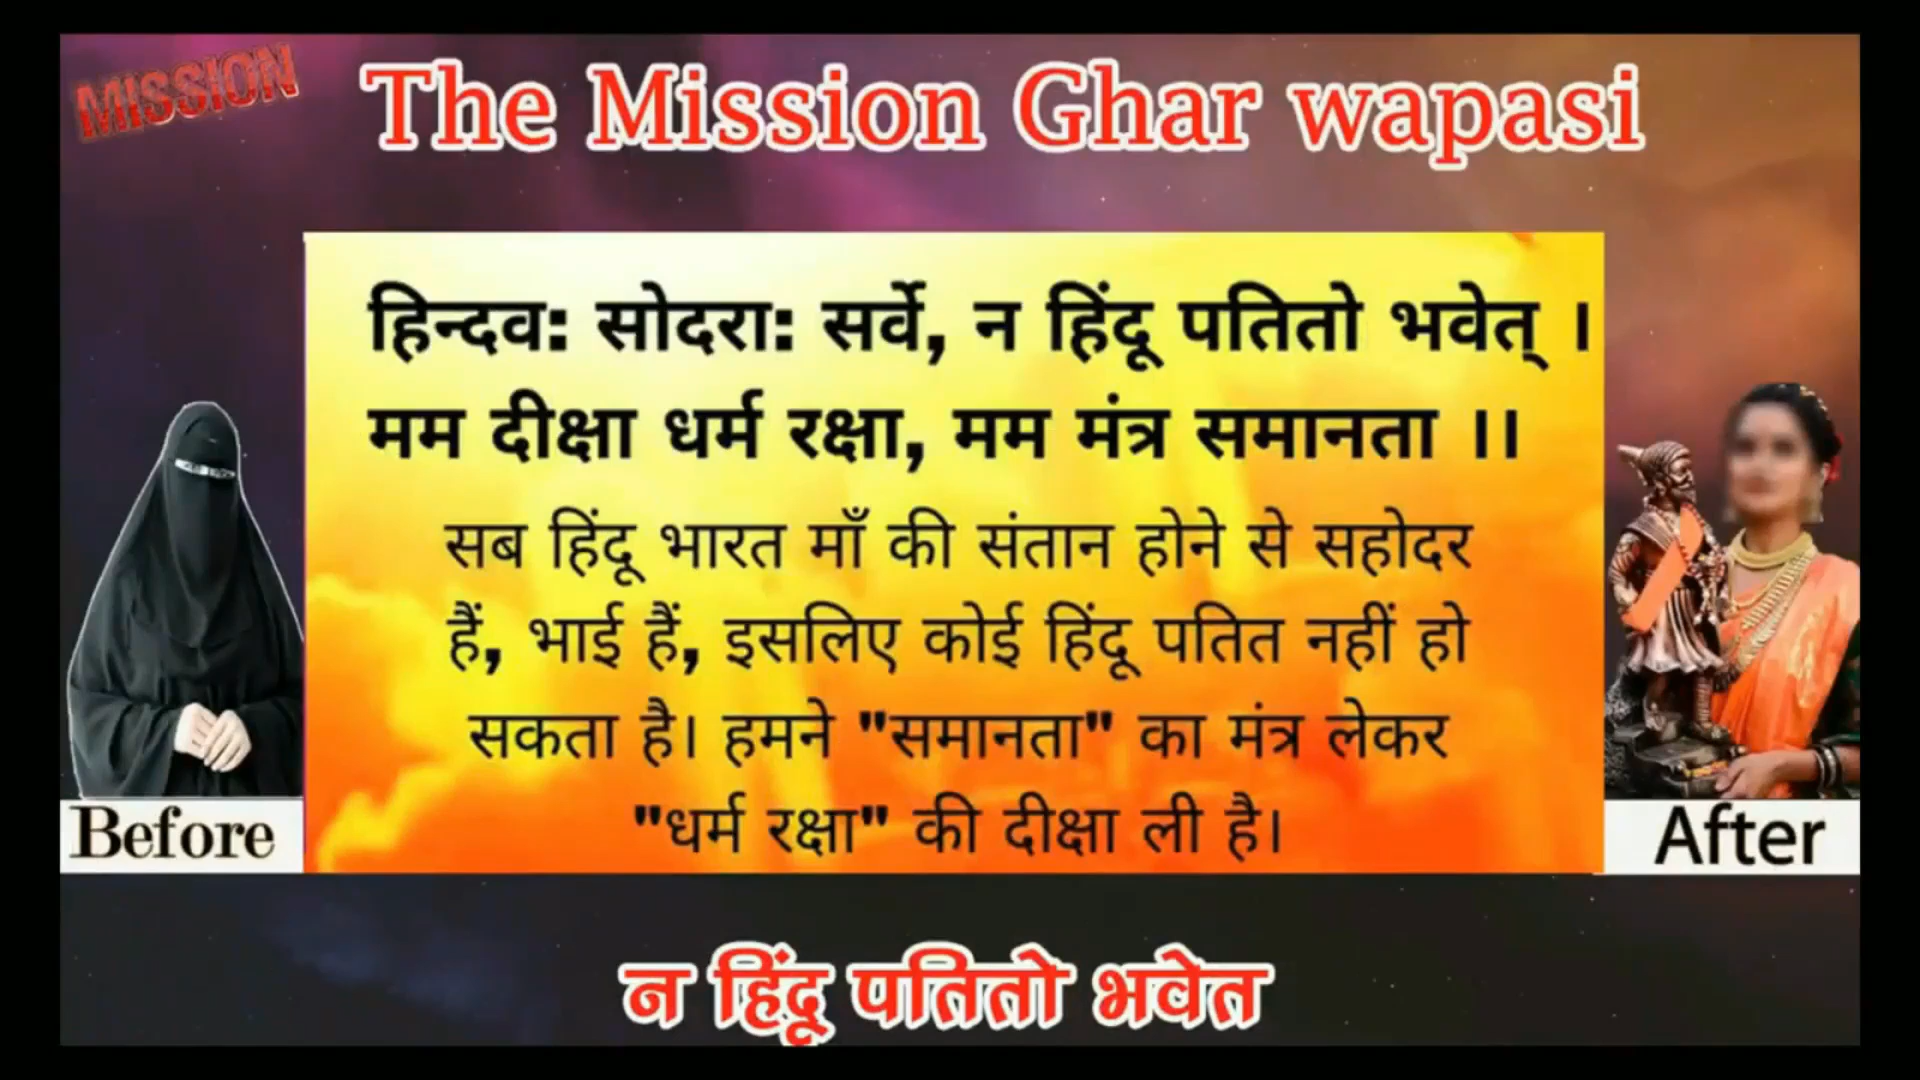 MISSION
The Mission Ghar wapasi
हिन्दव: सोदरा: सर्वे, न हिंदू पतितो भवेत् ।
मम दीक्षा धर्म रक्षा, मम मंत्र समानता ।।
सब हिंदू भारत माँ की संतान होने से सहोदर
हैं, भाई हैं, इसलिए कोई हिंदू पतित नहीं हो
सकता है। हमने "समानता" का मंत्र लेकर
"धर्म रक्षा" की दीक्षा ली है।
Before
After
न हिंदू पतितो भवेत